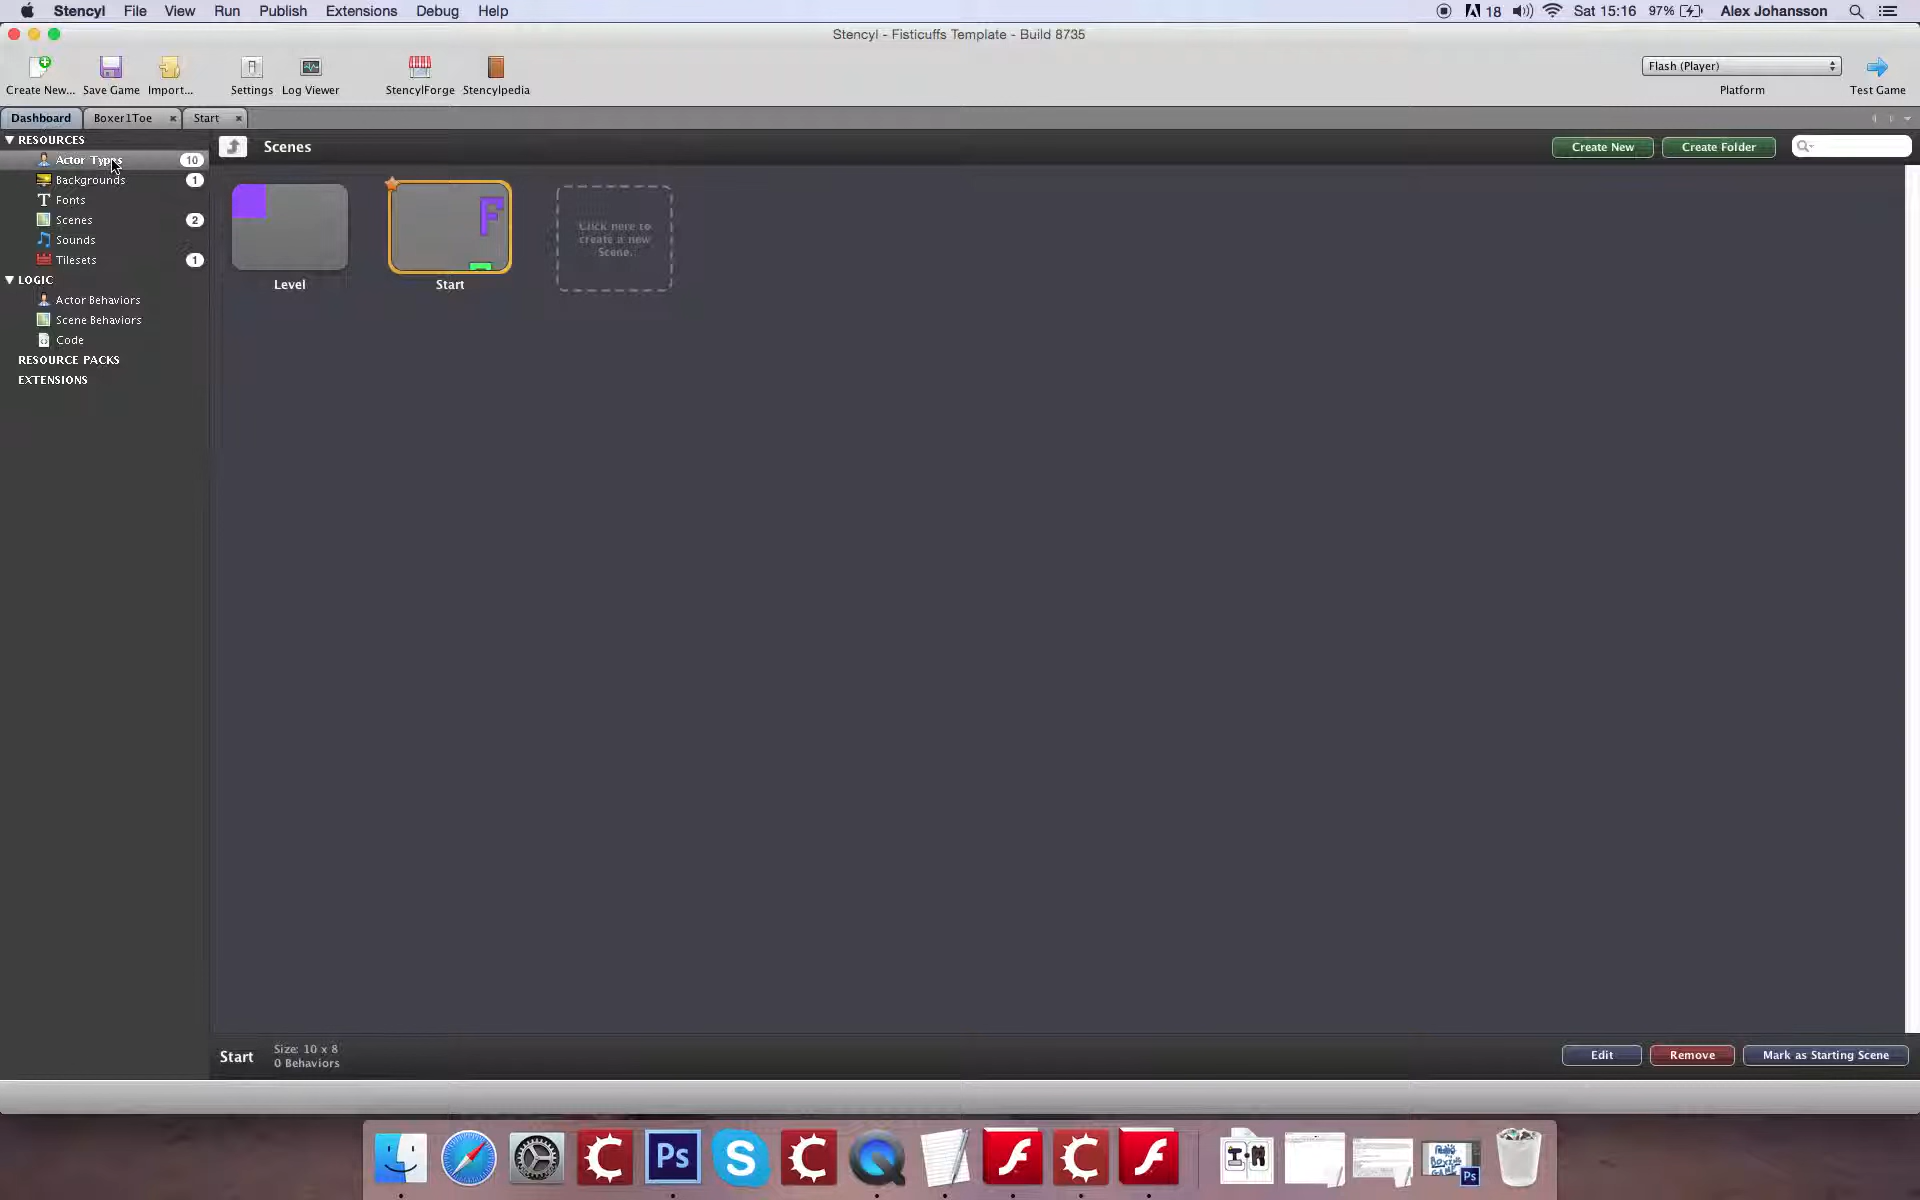 Stencyl File View Run Publish Extensions Debug Help 18 Sat 15:16 97% Alex Johansson
Stencyl - Fisticuffs Template - Build 8735
Create New... Save Game Import... Settings Log Viewer StencylForge Stencylpedia Flash (Player) Platform Test Game
Dashboard Boxer1Toe Start
RESOURCES
Actor Types 10
Backgrounds 1
Fonts
Scenes 2
Sounds
Tilesets 1
LOGIC
Actor Behaviors
Scene Behaviors
Code
RESOURCE PACKS
EXTENSIONS
Scenes Create New Create Folder
F
Click here to
create a new
Scene.
Level Start
Start
Size: 10 x 8
0 Behaviors
Edit Remove Mark as Starting Scene
Ps